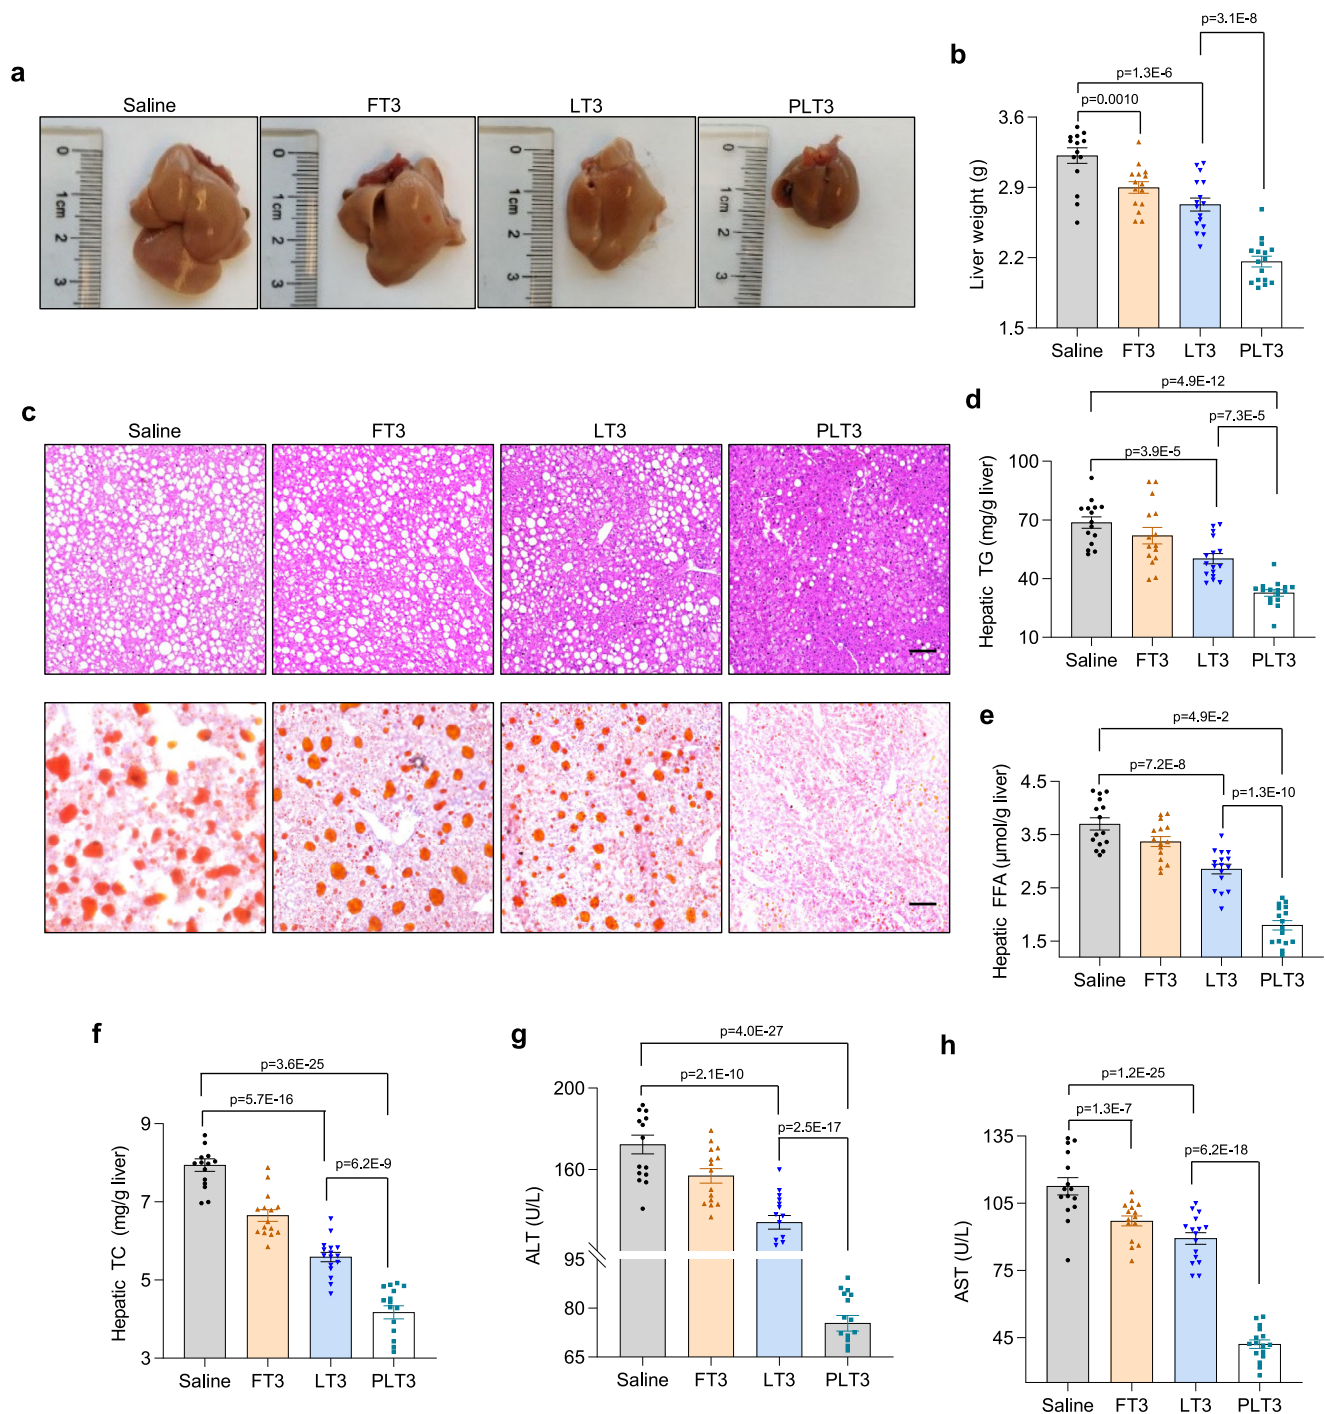 a
Saline FT3 LT3 PLT3
0 0 0 0
1cm 1cm 1cm 1cm
2 2 2 2
3 3 3 3
b
p=3.1E-8
p=1.3E-6
p=0.0010
Liver weight (g)
3.6
2.9
2.2
1.5
Saline FT3 LT3 PLT3
c
Saline FT3 LT3 PLT3
d
p=4.9E-12
p=7.3E-5
p=3.9E-5
Hepatic TG (mg/g liver)
100
70
40
10
Saline FT3 LT3 PLT3
e
p=4.9E-2
p=7.2E-8
p=1.3E-10
Hepatic FFA (μmol/g liver)
4.5
3.5
2.5
1.5
Saline FT3 LT3 PLT3
f
p=3.6E-25
p=5.7E-16
p=6.2E-9
Hepatic TC (mg/g liver)
9
7
5
3
Saline FT3 LT3 PLT3
g
p=4.0E-27
p=2.1E-10
p=2.5E-17
ALT (U/L)
200
160
95
80
65
Saline FT3 LT3 PLT3
h
p=1.2E-25
p=1.3E-7
p=6.2E-18
AST (U/L)
135
105
75
45
Saline FT3 LT3 PLT3